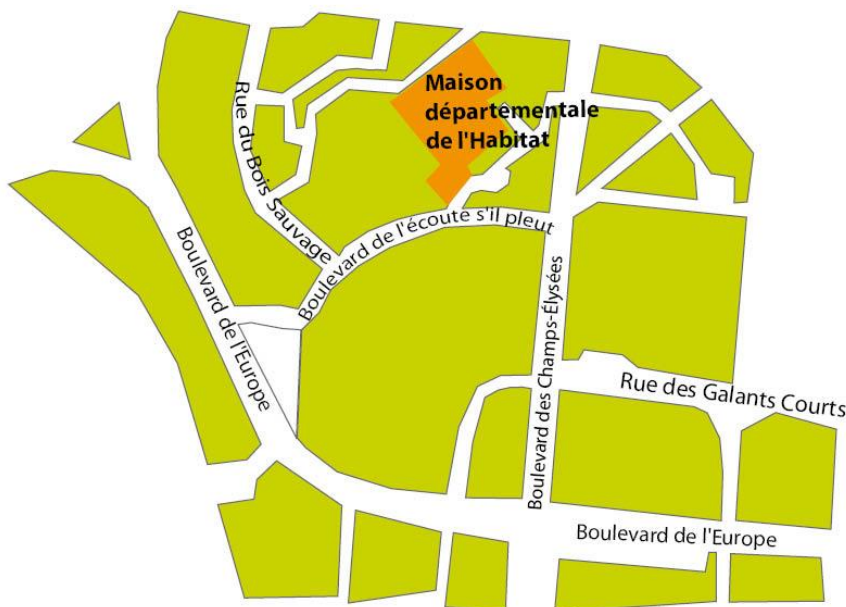 Maison
départementale
de l'Habitat
Rue du Bois Sauvage
Boulevard de l'écoute s'il pleut
Boulevard de l'Europe
Boulevard des Champs-Élysées
Rue des Galants Courts
Boulevard de l'Europe